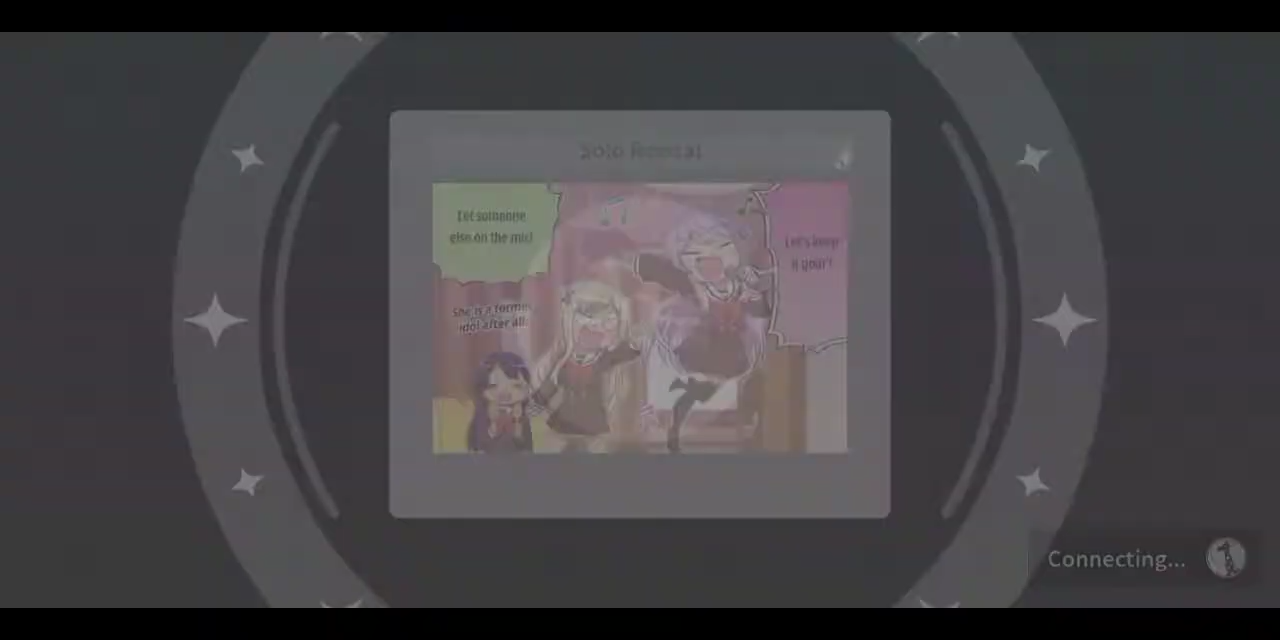 Solo Recital
Let someone
else on the mic!
Let's keep
it goin'!
She is a former
idol after all.
Connecting...